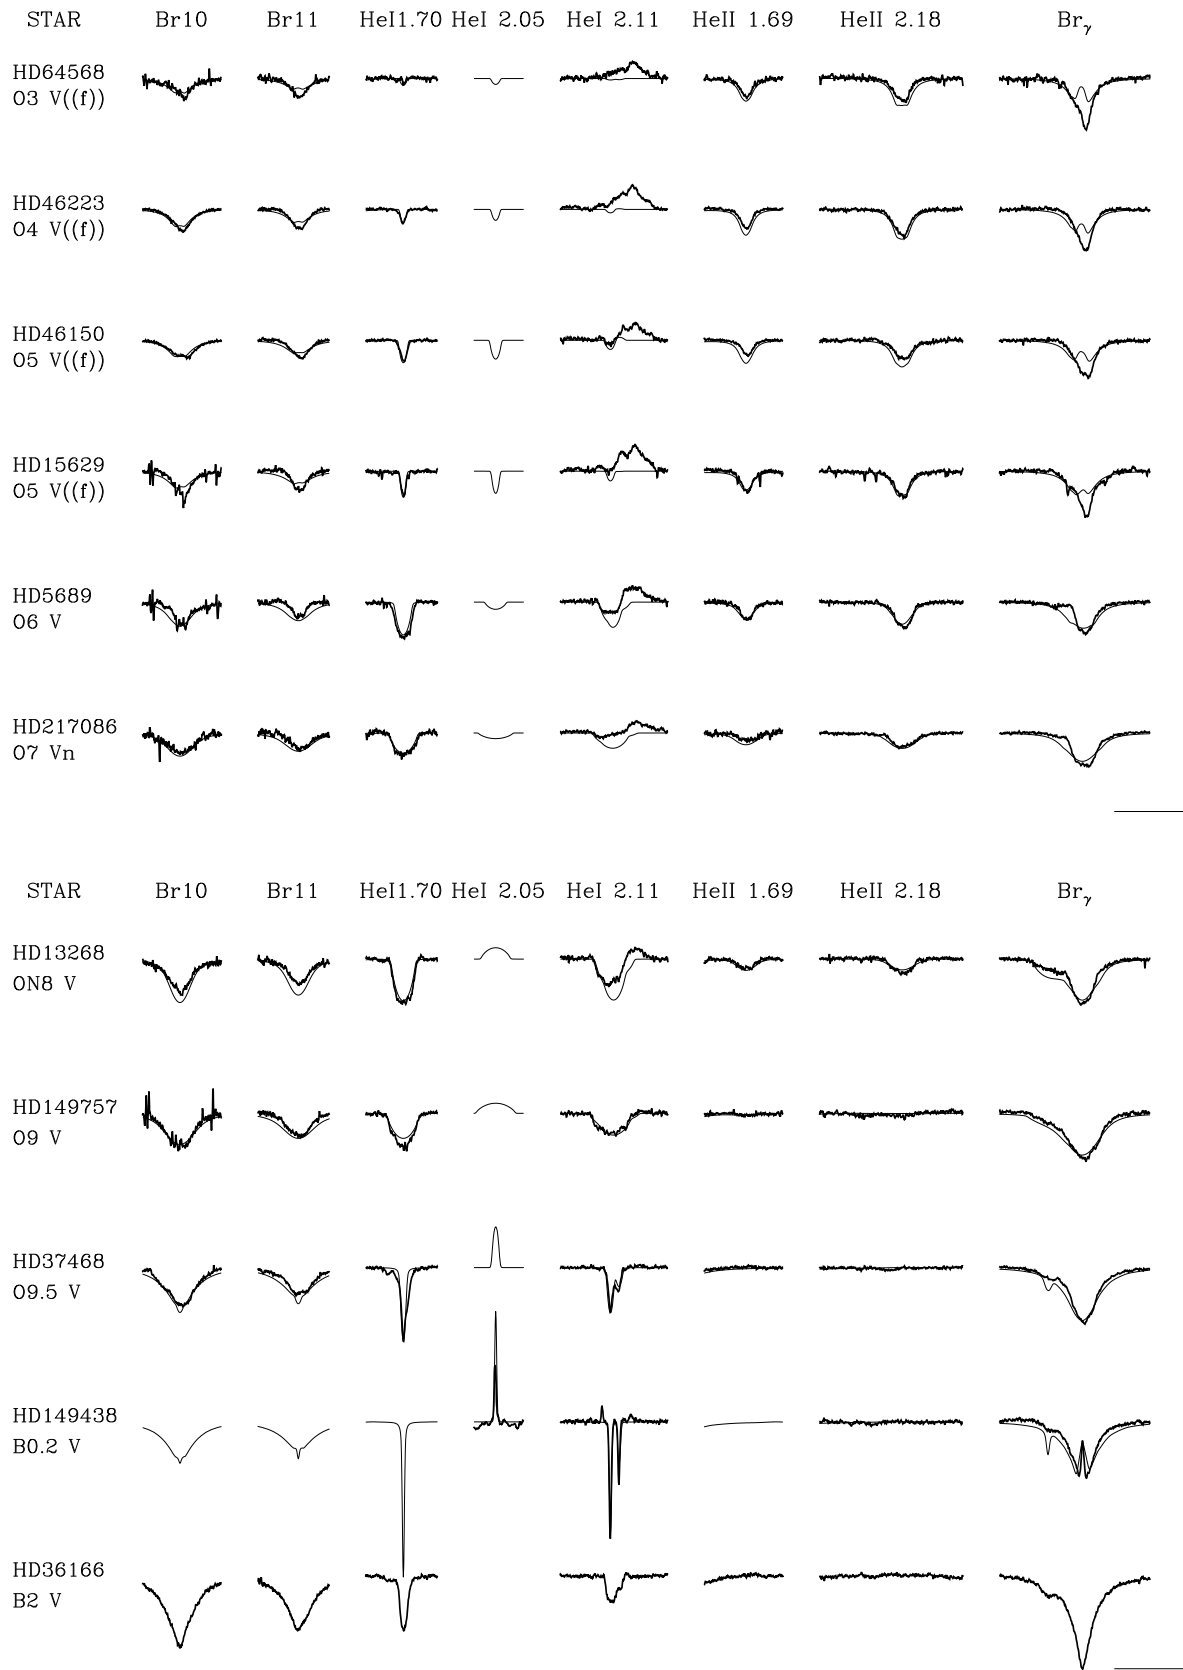 STAR Br10 Br11 HeI1.70 HeI 2.05 HeI 2.11 HeII 1.69 HeII 2.18 Brγ
HD64568
O3 V((f))
HD46223
O4 V((f))
HD46150
O5 V((f))
HD15629
O5 V((f))
HD5689
O6 V
HD217086
O7 Vn
STAR Br10 Br11 HeI1.70 HeI 2.05 HeI 2.11 HeII 1.69 HeII 2.18 Brγ
HD13268
ON8 V
HD149757
O9 V
HD37468
O9.5 V
HD149438
B0.2 V
HD36166
B2 V